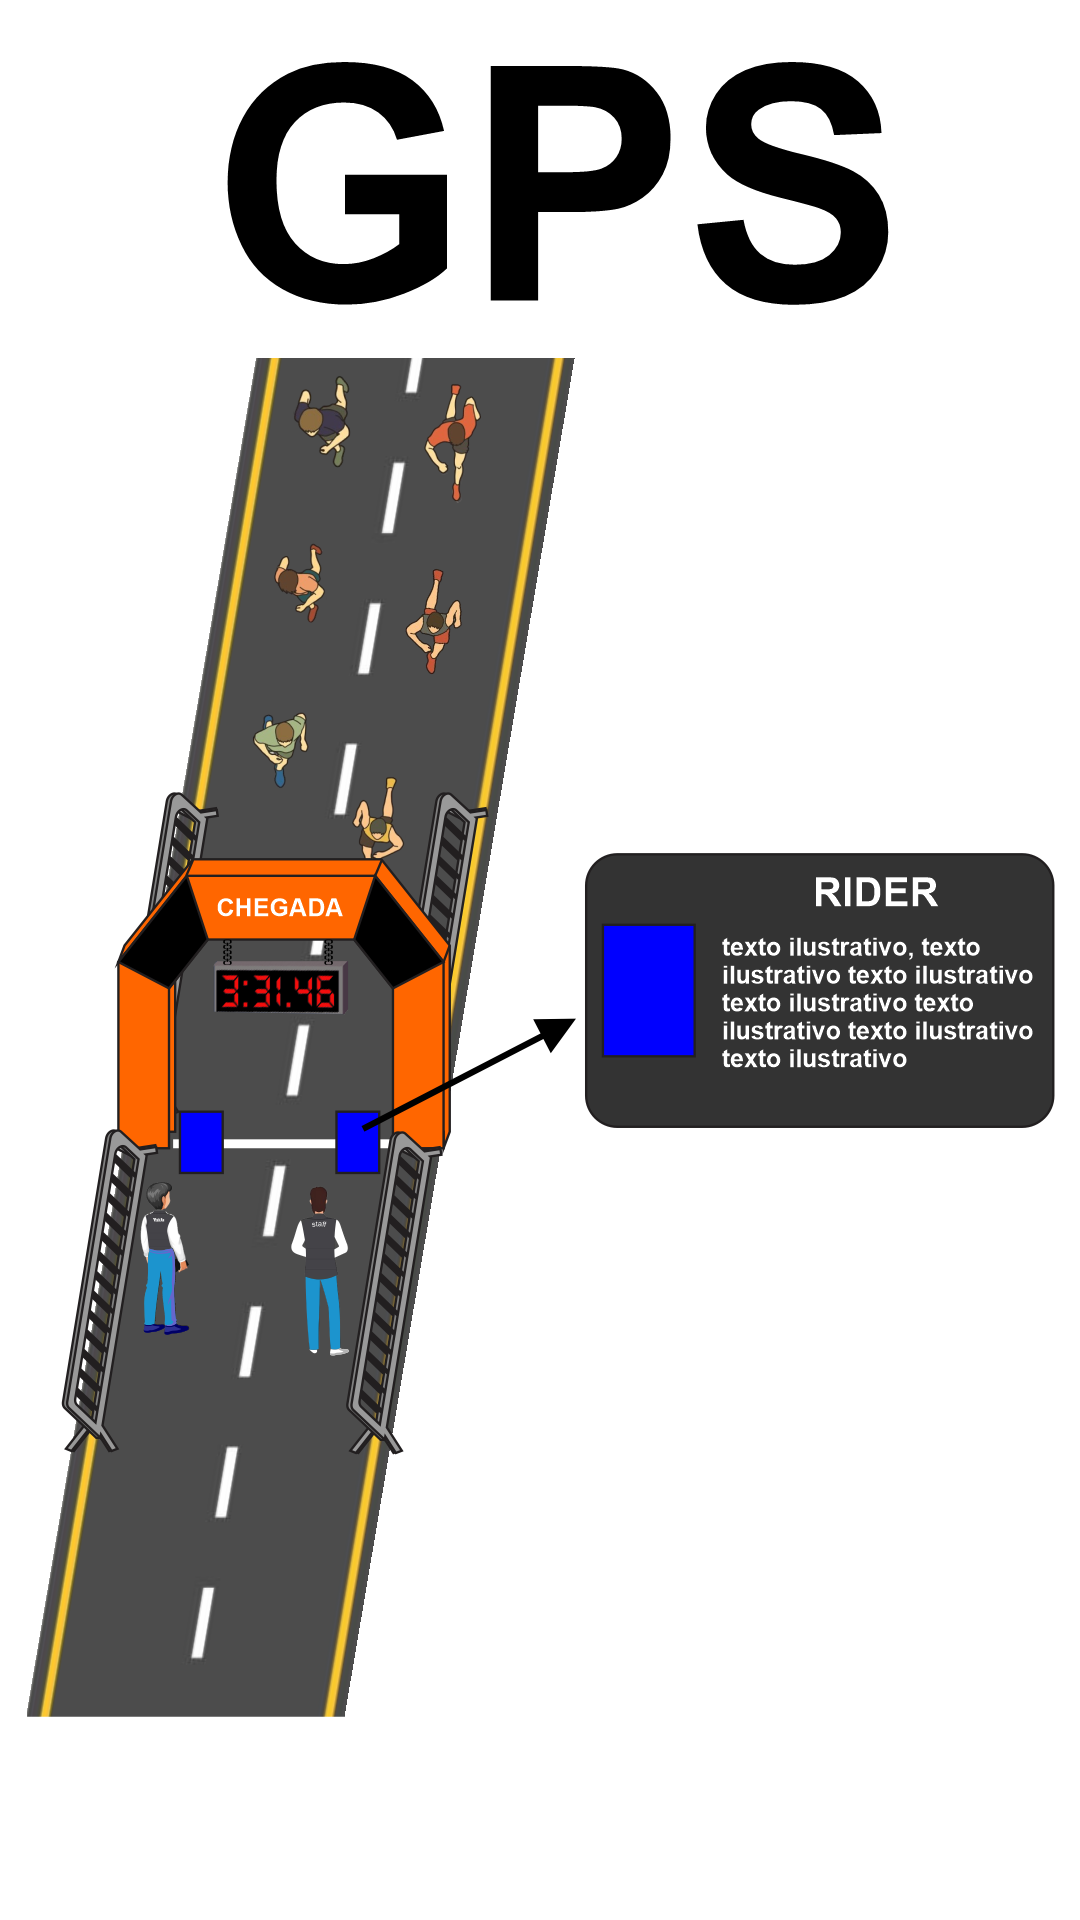 GPS
CHEGADA
3:31.46
RIDER
texto ilustrativo, texto
ilustrativo texto ilustrativo
texto ilustrativo texto
ilustrativo texto ilustrativo
texto ilustrativo
staff